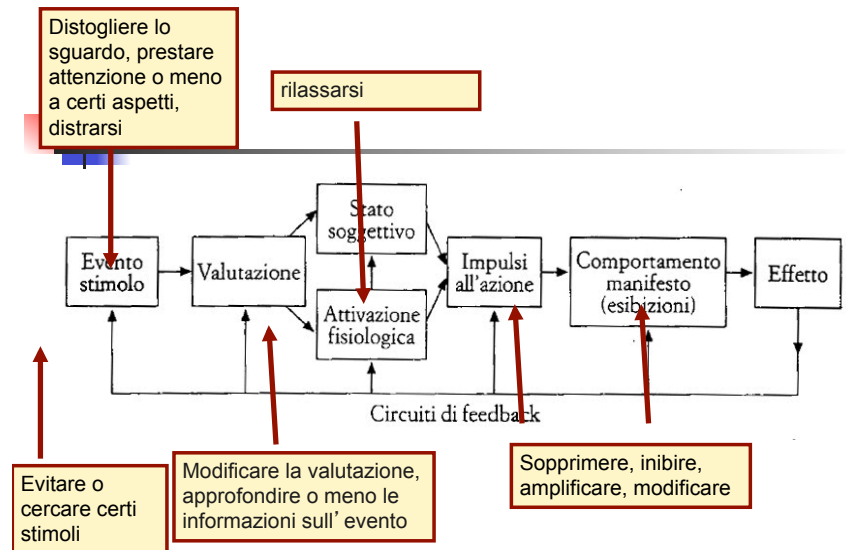 Distogliere lo
sguardo, prestare
attenzione o meno
a certi aspetti,
distrarsi
rilassarsi
Evento
stimolo
Valutazione
Stato
soggettivo
Attivazione
fisiologica
Impulsi
all'azione
Comportamento
manifesto
(esibizioni)
Effetto
Circuiti di feedback
Evitare o
cercare certi
stimoli
Modificare la valutazione,
approfondire o meno le
informazioni sull’ evento
Sopprimere, inibire,
amplificare, modificare